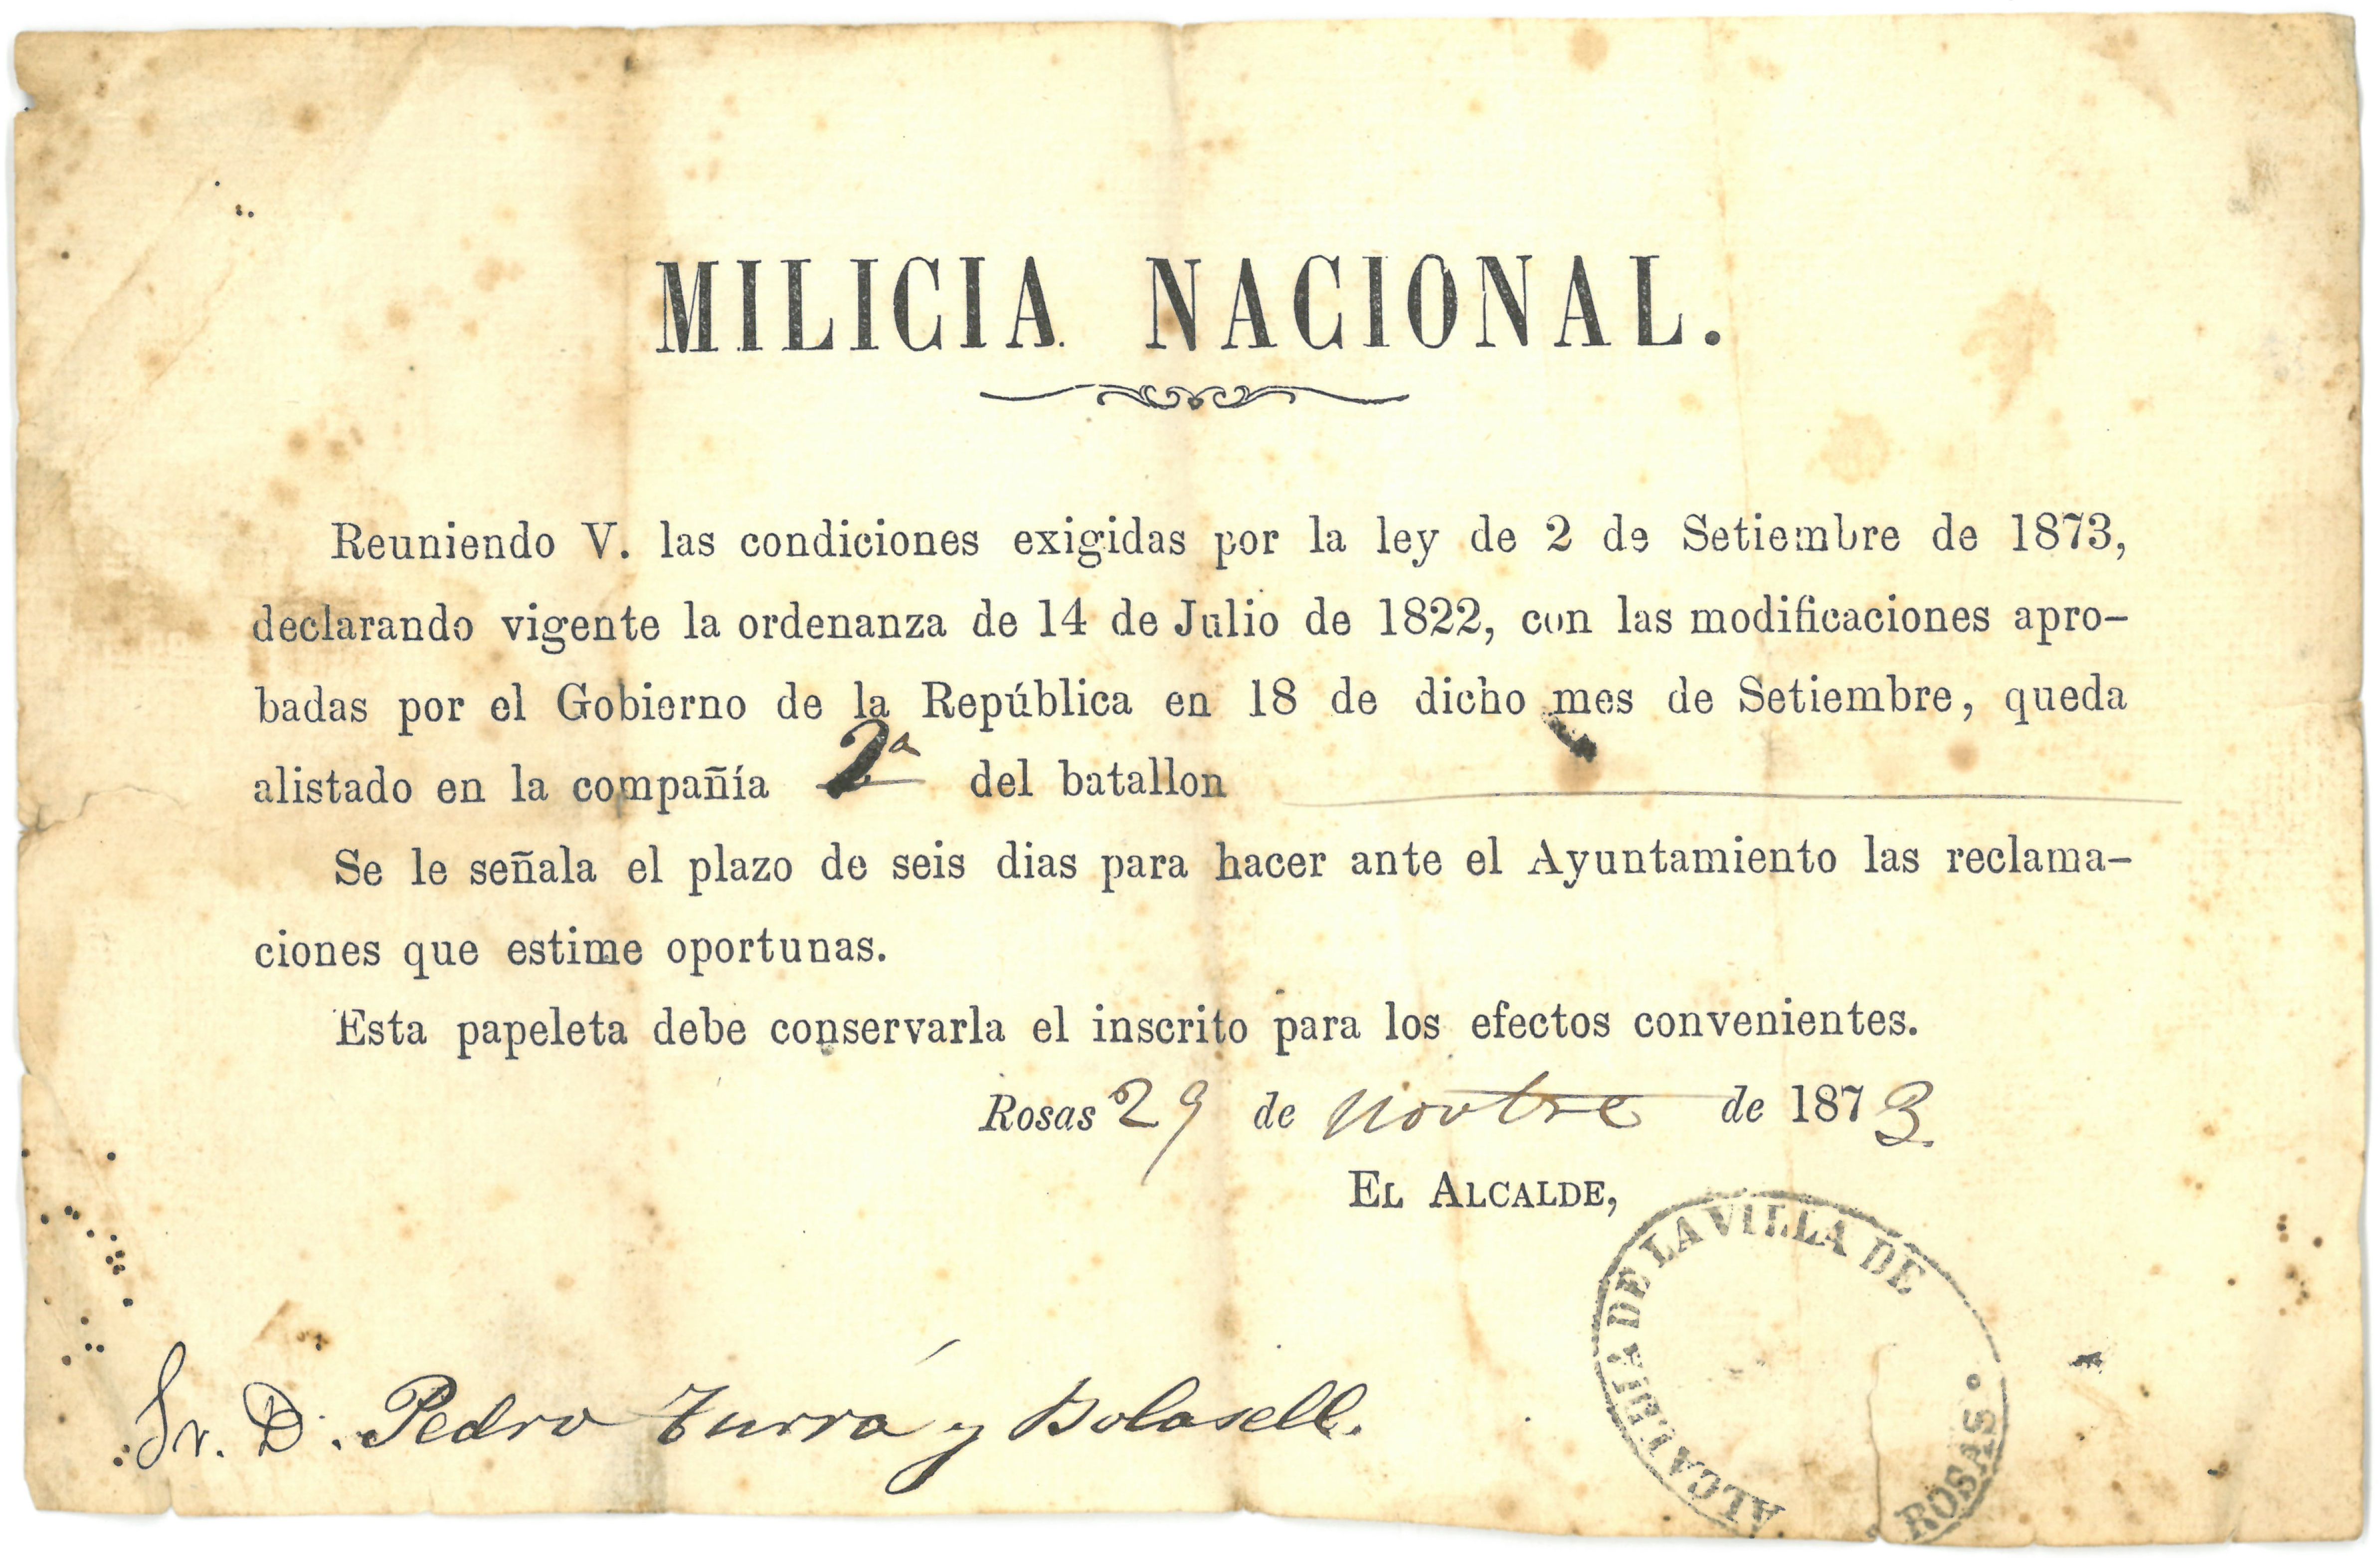 MILICIA NACIONAL.
Reuniendo V. las condiciones exigidas por la ley de 2 de Setiembre de 1873,
declarando vigente la ordenanza de 14 de Julio de 1822, con las modificaciones apro-
badas por el Gobierno de la República en 18 de dicho mes de Setiembre, queda
alistado en la compañía 2ª del batallon
Se le señala el plazo de seis dias para hacer ante el Ayuntamiento las reclama-
ciones que estime oportunas.
Esta papeleta debe conservarla el inscrito para los efectos convenientes.
Rosas 29 de Novbre de 1873
EL ALCALDE,
ALCALDIA DE LA VILLA DE ROSAS
Sr. D. Pedro Turrá y Bolasell.